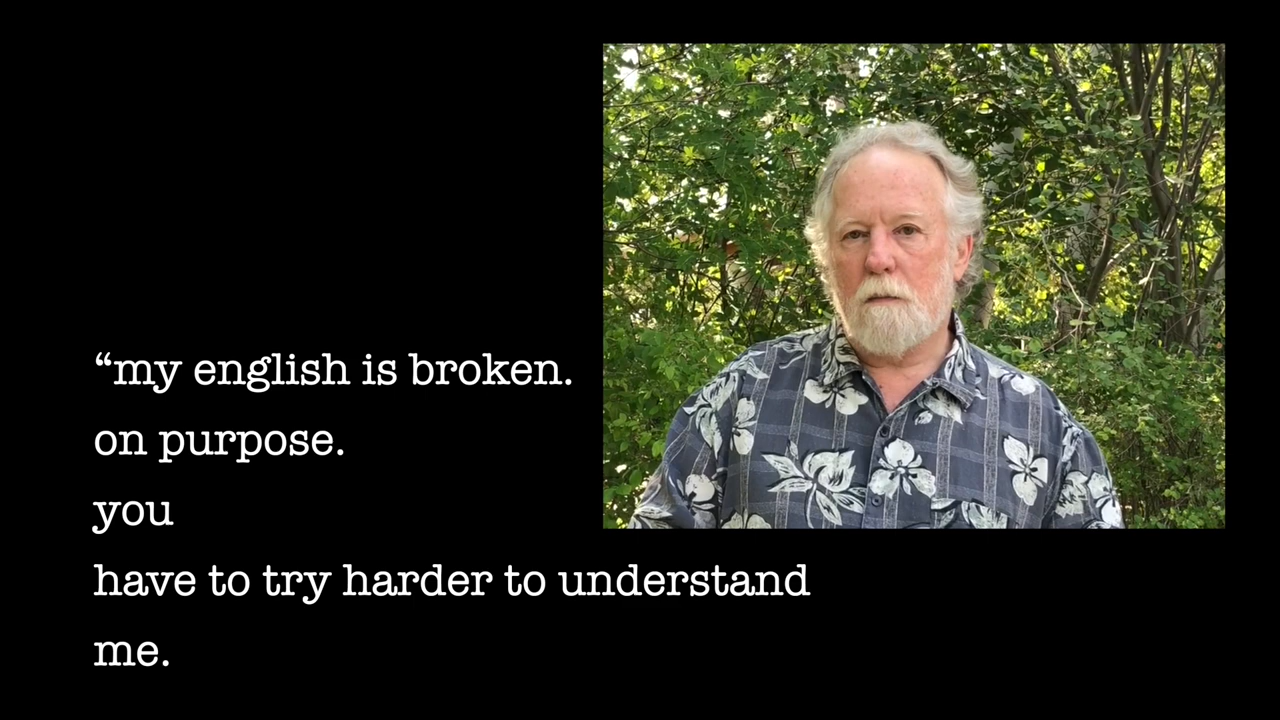 “my english is broken.
on purpose.
you
have to try harder to understand
me.